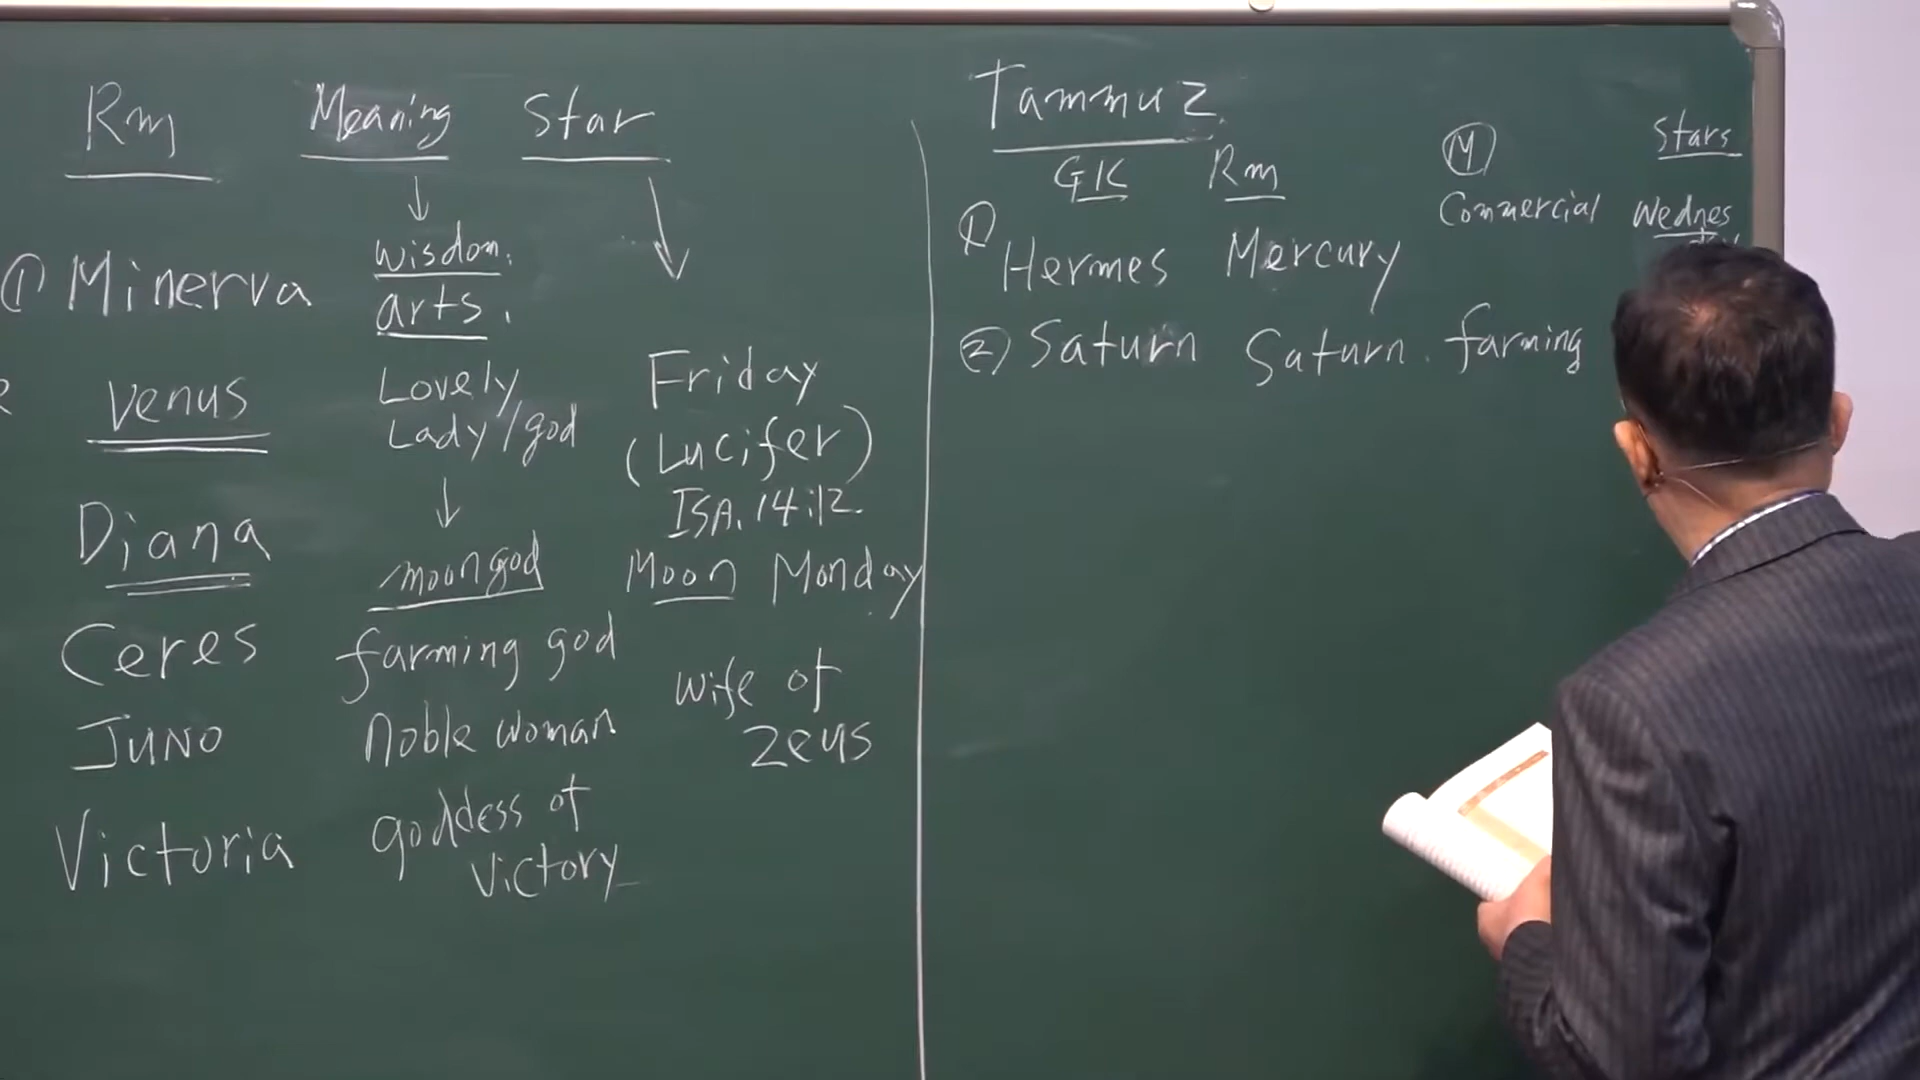 Rm Meaning Star
① Minerva wisdom.
arts.
Venus Lovely
Lady/god
Friday
(Lucifer)
ISA. 14:12.
Diana moongod Moon Monday
Ceres farming god
Juno Noble woman
wife of
Zeus
Victoria goddess of
victory
Tammuz
GK Rm Ⓜ Stars
① Hermes Mercury Commercial Wednes
② Saturn Saturn. farming